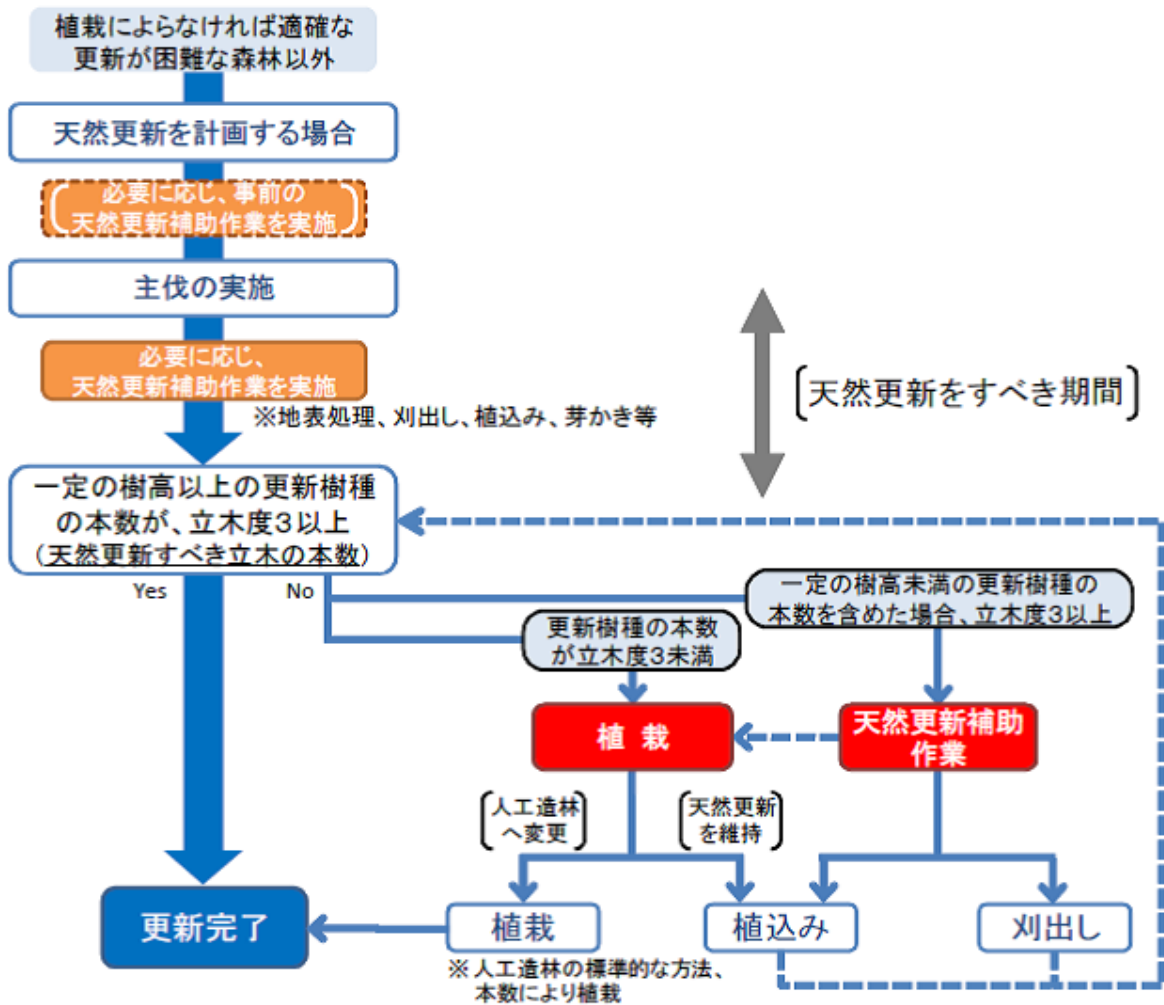 植栽によらなければ適確な
更新が困難な森林以外
天然更新を計画する場合
必要に応じ、事前の
天然更新補助作業を実施
主伐の実施
必要に応じ、
天然更新補助作業を実施
※地表処理、刈出し、植込み、芽かき等
天然更新をすべき期間
一定の樹高以上の更新樹種
の本数が、立木度3以上
(天然更新すべき立木の本数)
Yes
No
一定の樹高未満の更新樹種の
本数を含めた場合、立木度3以上
更新樹種の本数
が立木度3未満
植 栽
天然更新補助
作業
人工造林
へ変更
天然更新
を維持
更新完了
植栽
植込み
刈出し
※人工造林の標準的な方法、
本数により植栽